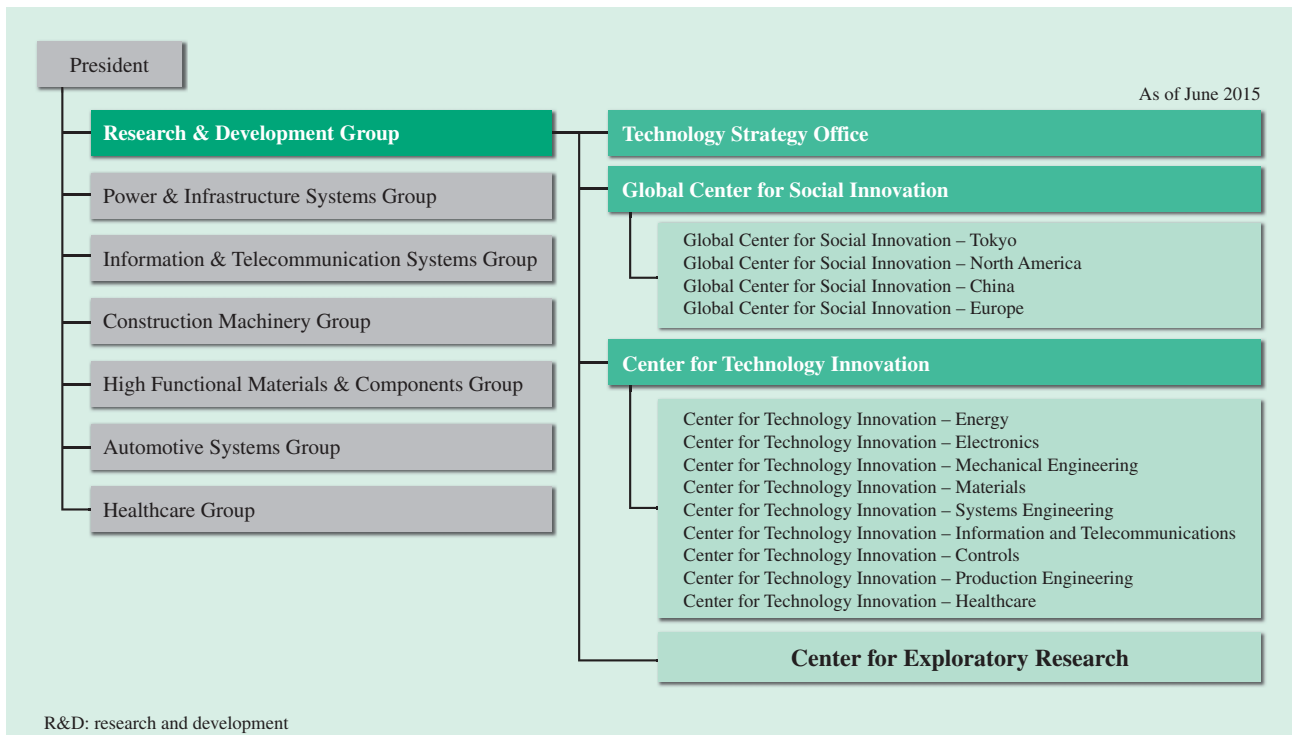 President
As of June 2015
Research & Development Group
Power & Infrastructure Systems Group
Information & Telecommunication Systems Group
Construction Machinery Group
High Functional Materials & Components Group
Automotive Systems Group
Healthcare Group
Technology Strategy Office
Global Center for Social Innovation
Global Center for Social Innovation – Tokyo
Global Center for Social Innovation – North America
Global Center for Social Innovation – China
Global Center for Social Innovation – Europe
Center for Technology Innovation
Center for Technology Innovation – Energy
Center for Technology Innovation – Electronics
Center for Technology Innovation – Mechanical Engineering
Center for Technology Innovation – Materials
Center for Technology Innovation – Systems Engineering
Center for Technology Innovation – Information and Telecommunications
Center for Technology Innovation – Controls
Center for Technology Innovation – Production Engineering
Center for Technology Innovation – Healthcare
Center for Exploratory Research
R&D: research and development